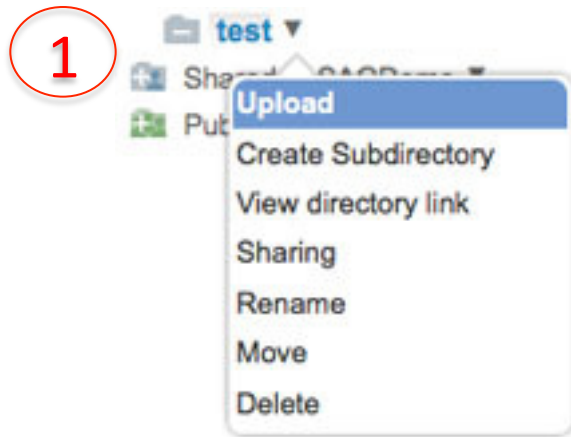 1
test
Upload
Create Subdirectory
View directory link
Sharing
Rename
Move
Delete